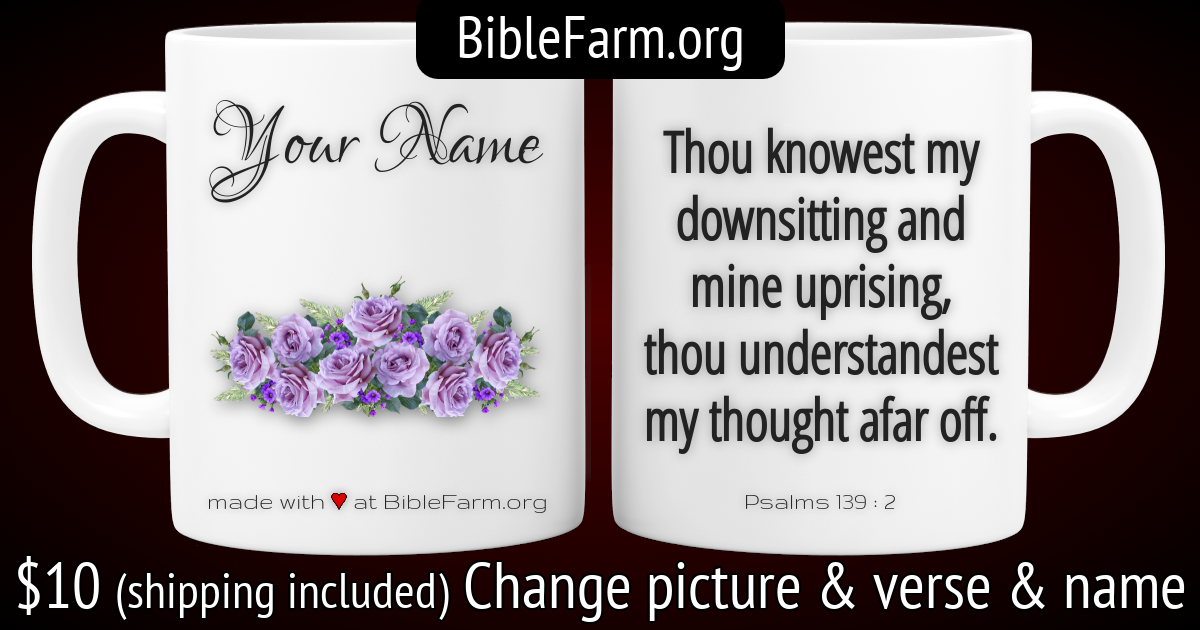 BibleFarm.org
Your Name
made with ♥ at BibleFarm.org
Thou knowest my
downsitting and
mine uprising,
thou understandest
my thought afar off.
Psalms 139 : 2
$10 (shipping included) Change picture & verse & name